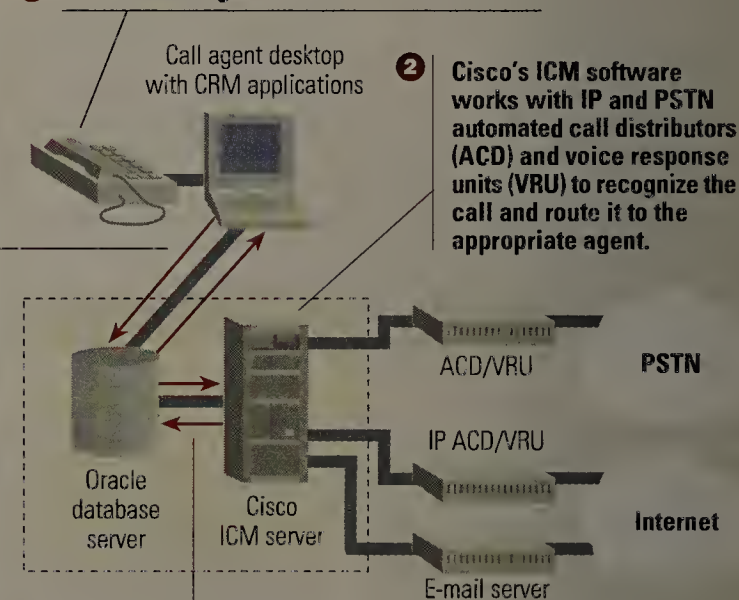 Call agent desktop
with CRM applications
2
Cisco's ICM software
works with IP and PSTN
automated call distributors
(ACD) and voice response
units (VRU) to recognize the
call and route it to the
appropriate agent.
ACD/VRU
PSTN
IP ACD/VRU
Oracle
database
server
Cisco
ICM server
Internet
E-mail server